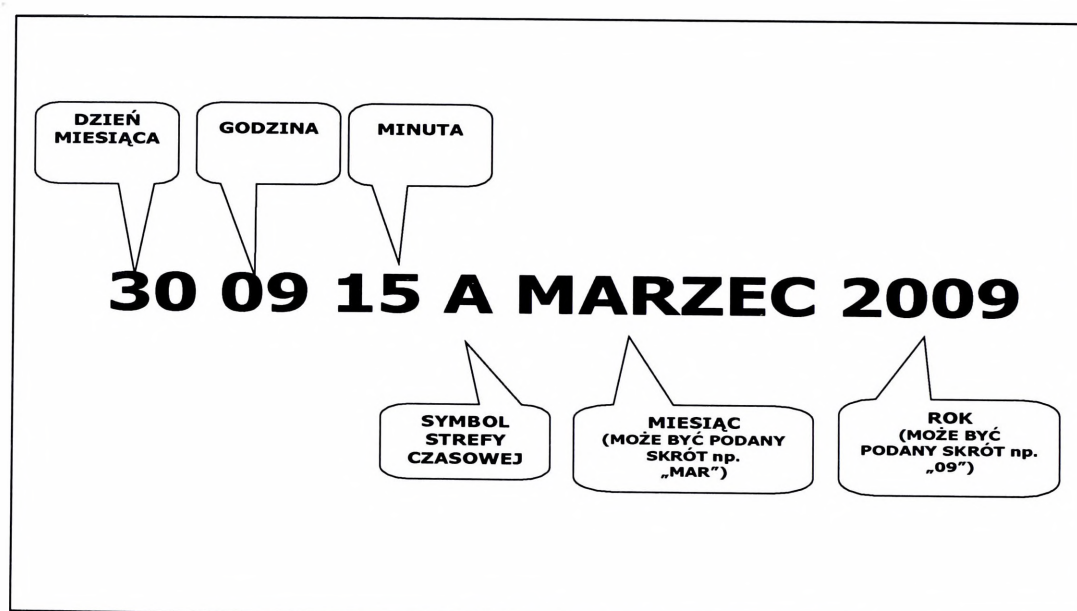 DZIEŃ
MIESIĄCA
GODZINA
MINUTA
30 09 15 A MARZEC 2009
SYMBOL
STREFY
CZASOWEJ
MIESIĄC
(MOŻE BYĆ PODANY
SKRÓT np.
„MAR”)
ROK
(MOŻE BYĆ
PODANY SKRÓT np.
„09”)